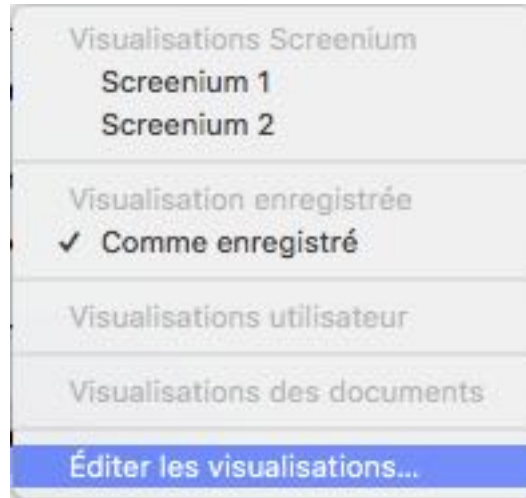 Visualisations Screenium
Screenium 1
Screenium 2
Visualisation enregistrée
✓ Comme enregistré
Visualisations utilisateur
Visualisations des documents
Éditer les visualisations...